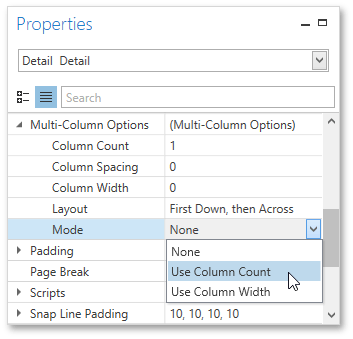 Properties
Detail Detail
Search
Multi-Column Options (Multi-Column Options)
Column Count 1
Column Spacing 0
Column Width 0
Layout First Down, then Across
Mode None
None
Padding
Use Column Count
Page Break
Use Column Width
Scripts
Snap Line Padding 10, 10, 10, 10